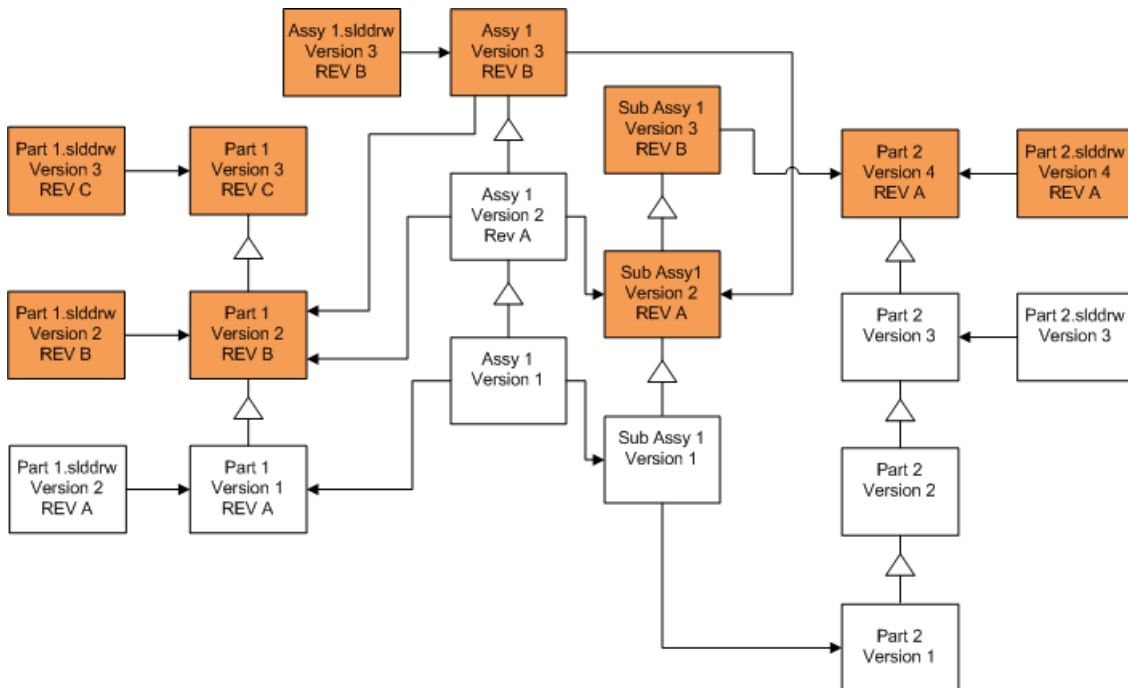 Assy 1.slddrw
Version 3
REV B
Assy 1
Version 3
REV B
Sub Assy 1
Version 3
REV B
Part 1.slddrw
Version 3
REV C
Part 1
Version 3
REV C
Part 2
Version 4
REV A
Part 2.slddrw
Version 4
REV A
Assy 1
Version 2
Rev A
Sub Assy1
Version 2
REV A
Part 1.slddrw
Version 2
REV B
Part 1
Version 2
REV B
Part 2
Version 3
Part 2.slddrw
Version 3
Assy 1
Version 1
Sub Assy 1
Version 1
Part 1.slddrw
Version 2
REV A
Part 1
Version 1
REV A
Part 2
Version 2
Part 2
Version 1